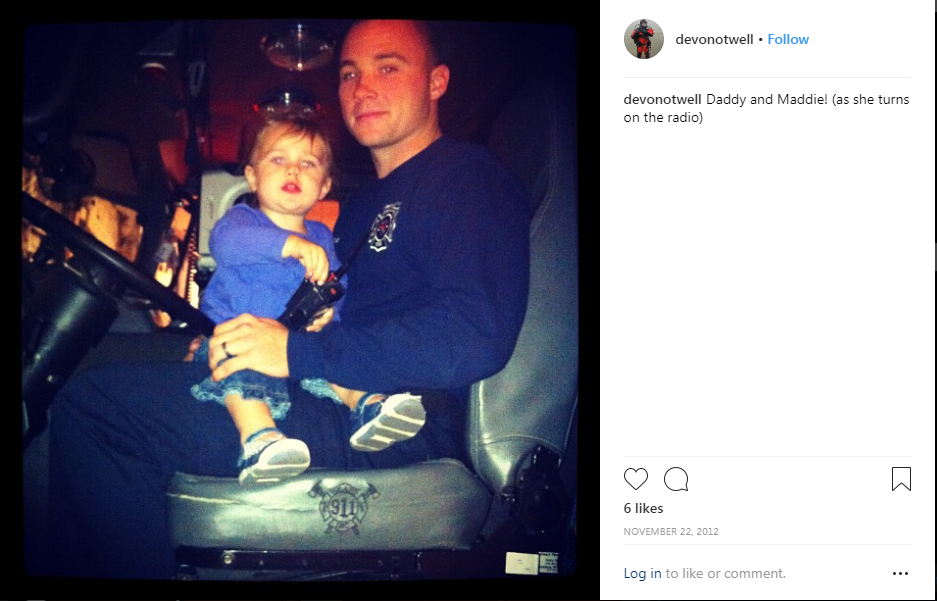 devonotwell • Follow
devonotwell Daddy and Maddie! (as she turns
on the radio)
911
6 likes
NOVEMBER 22, 2012
Log in to like or comment.